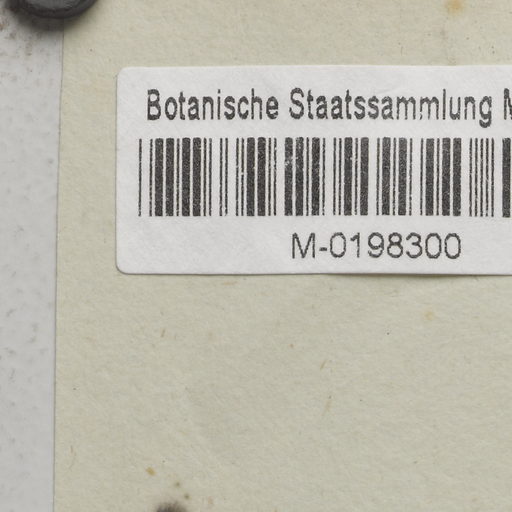 Botanische Staatssammlung M
M-0198300